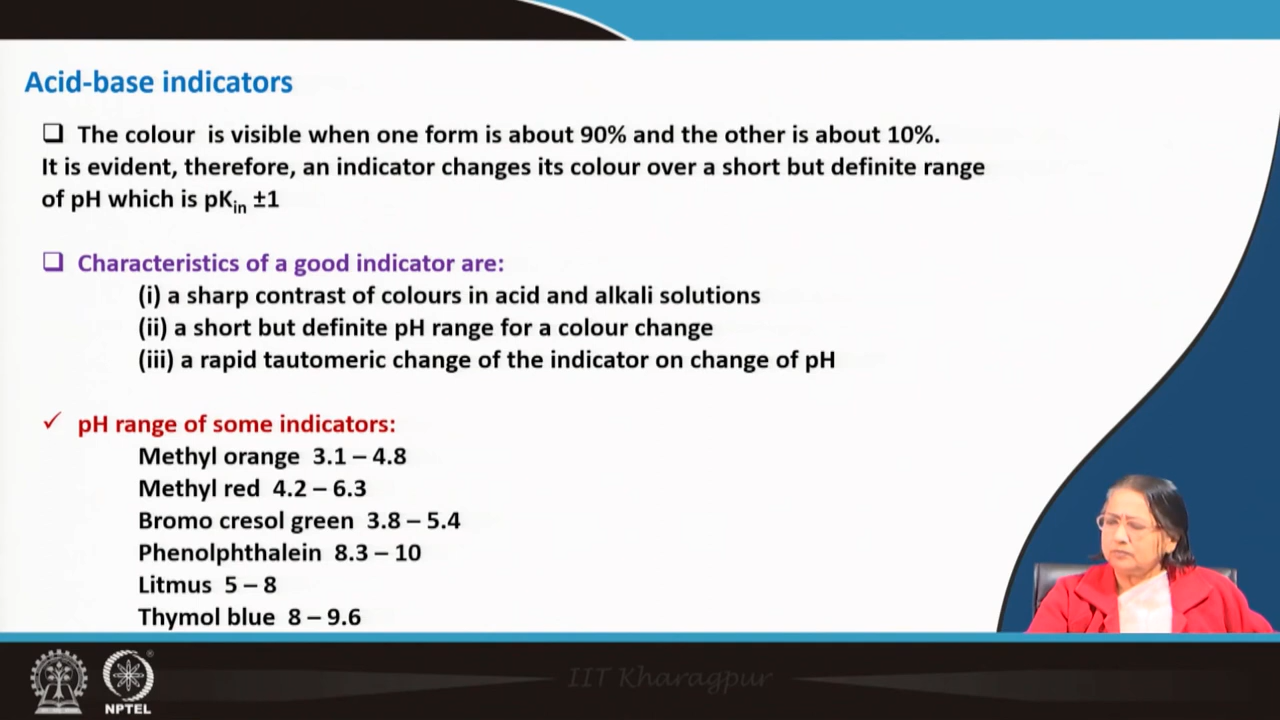 Acid-base indicators
❑ The colour is visible when one form is about 90% and the other is about 10%.
It is evident, therefore, an indicator changes its colour over a short but definite range
of pH which is pKin ±1
❑ Characteristics of a good indicator are:
(i) a sharp contrast of colours in acid and alkali solutions
(ii) a short but definite pH range for a colour change
(iii) a rapid tautomeric change of the indicator on change of pH
✓ pH range of some indicators:
Methyl orange 3.1 – 4.8
Methyl red 4.2 – 6.3
Bromo cresol green 3.8 – 5.4
Phenolphthalein 8.3 – 10
Litmus 5 – 8
Thymol blue 8 – 9.6
IIT Kharagpur
NPTEL